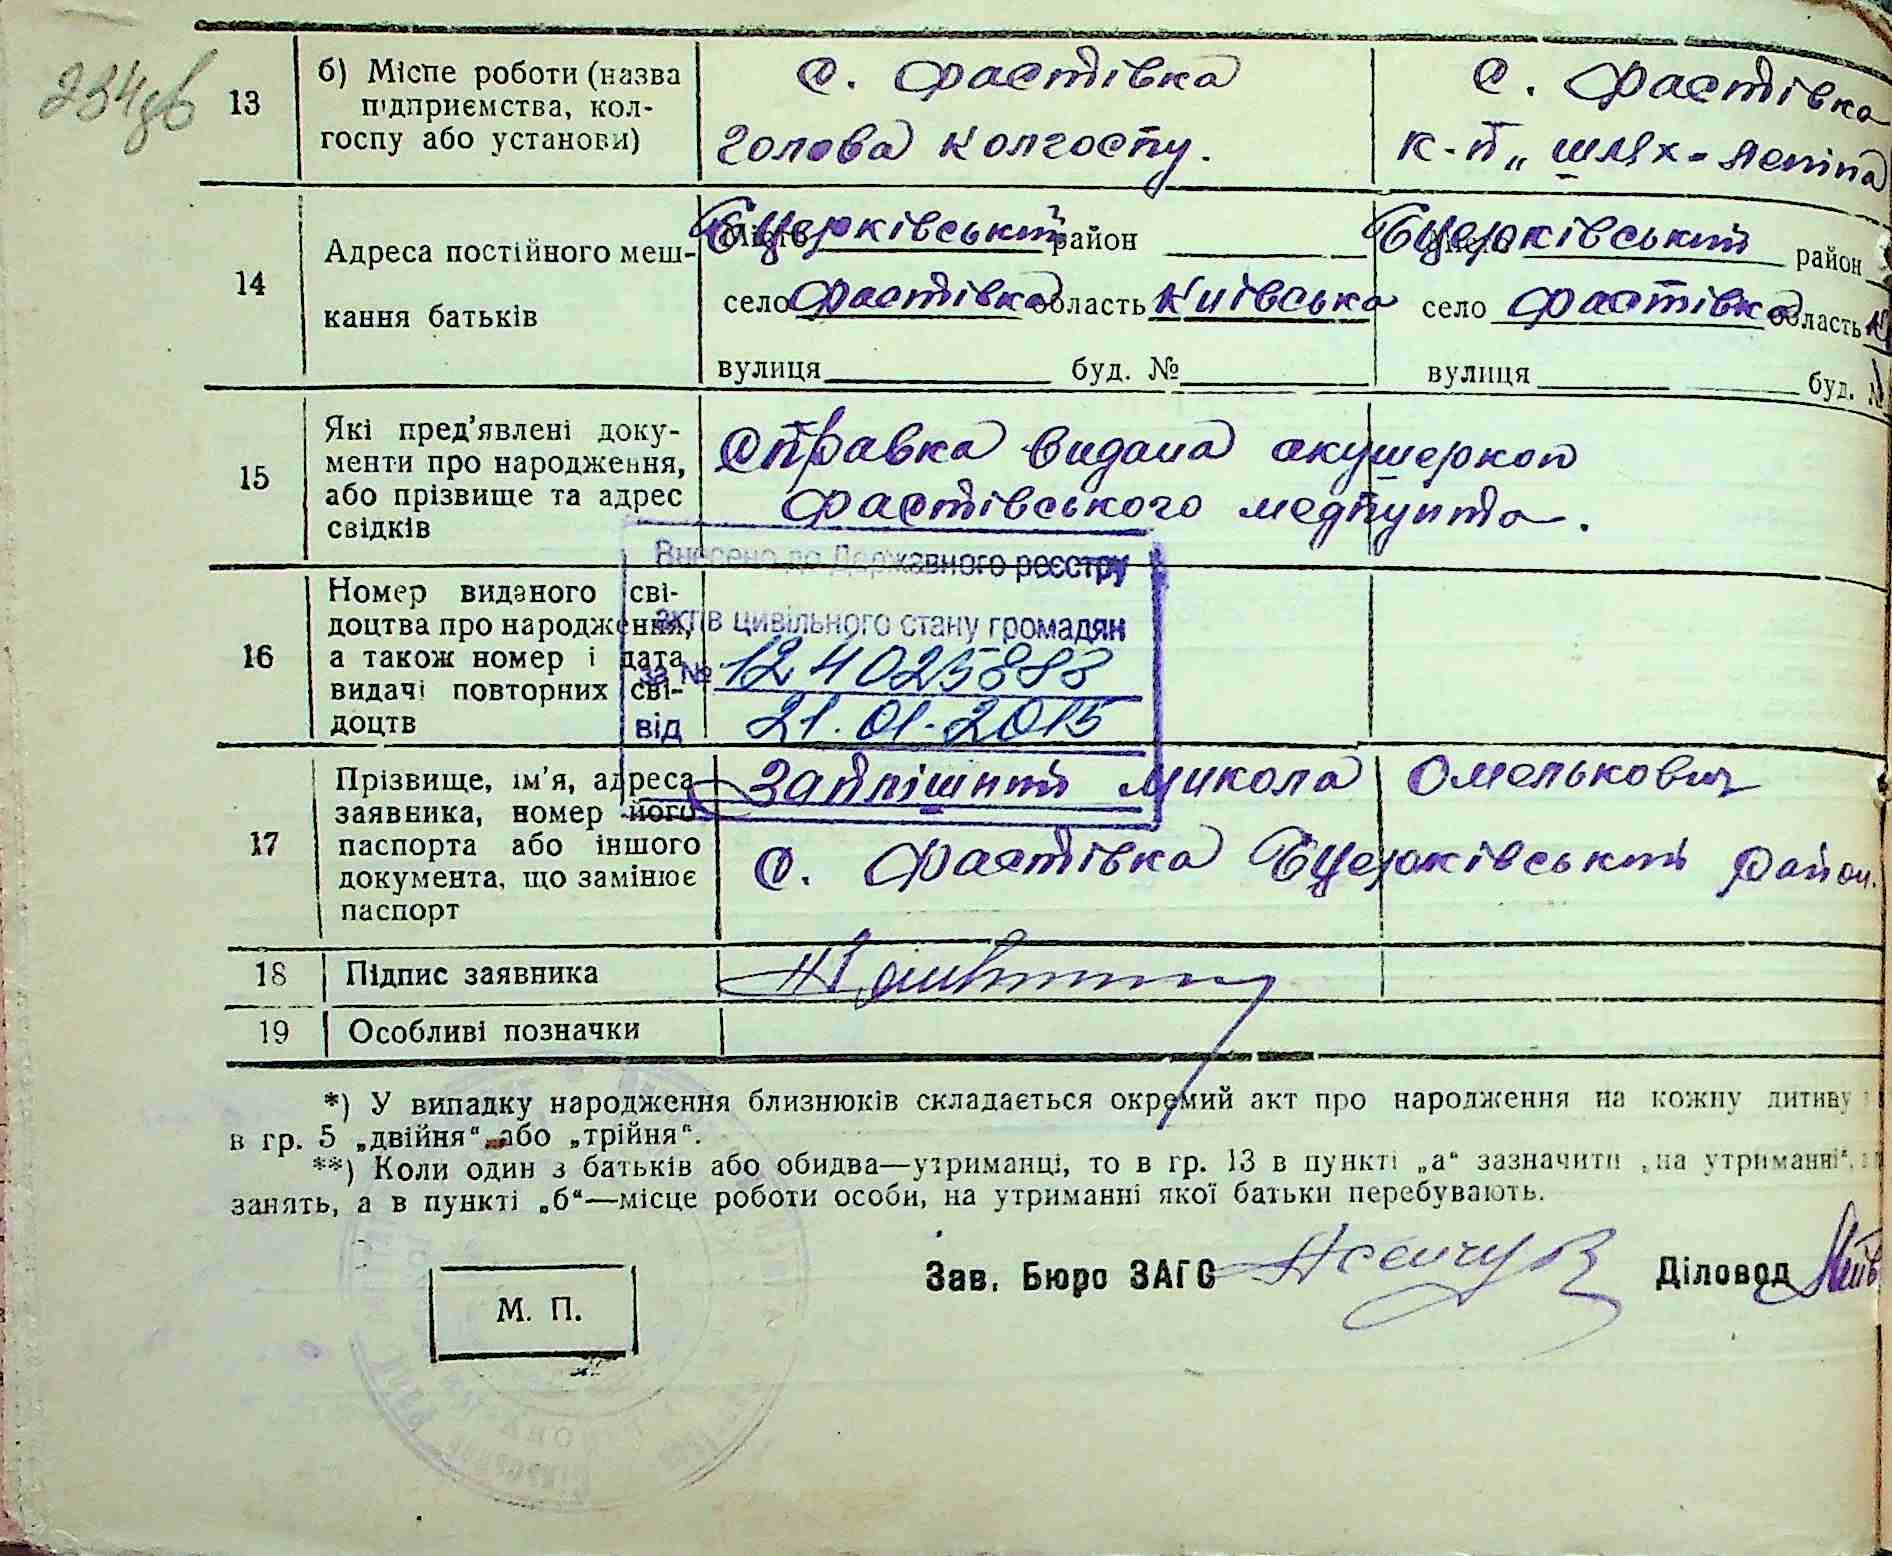 234зв
13 б) Місце роботи (назва підприємства, колгоспу або установи)
с. Фастівка
голова колгоспу.
с. Фастівка
к-п „Шлях-Леніна
14 Адреса постійного мешкання батьків
Бцерківський район
село Фастівка область Київська
вулиця буд. №
Бцерківський район
село Фастівка область
вулиця буд. №
15 Які пред'явлені документи про народження, або прізвище та адрес свідків
Справка видана акушеркой
Фастівського медпункта.
Внесено до Державного реєстру
актів цивільного стану громадян
за № 1240258
від 21.01.2015
16 Номер виданого свідоцтва про народження, а також номер і дата видачі повторних свідоцтв
17 Прізвище, ім'я, адреса заявника, номер його паспорта або іншого документа, що замінює паспорт
Микола Омелькович
с. Фастівка Бцерківський район.
18 Підпис заявника
19 Особливі позначки
*) У випадку народження близнюків складається окремий акт про народження на кожну дитину
в гр. 5 „двійня“ або „трійня“.
**) Коли один з батьків або обидва—утриманці, то в гр. 13 в пункті „а“ зазначити „на утриманні“,
занять, а в пункті „б“—місце роботи особи, на утриманні якої батьки перебувають.
Зав. Бюро ЗАГС Діловод
М. П.